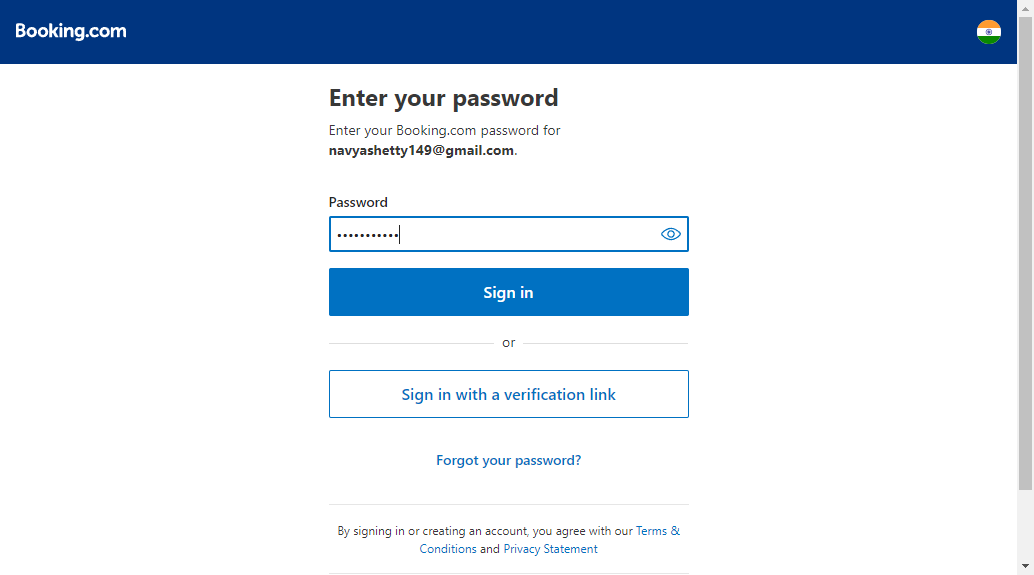 Booking.com
Enter your password
Enter your Booking.com password for
navyashetty149@gmail.com.
Password
•••••••••••
Sign in
or
Sign in with a verification link
Forgot your password?
By signing in or creating an account, you agree with our Terms &
Conditions and Privacy Statement